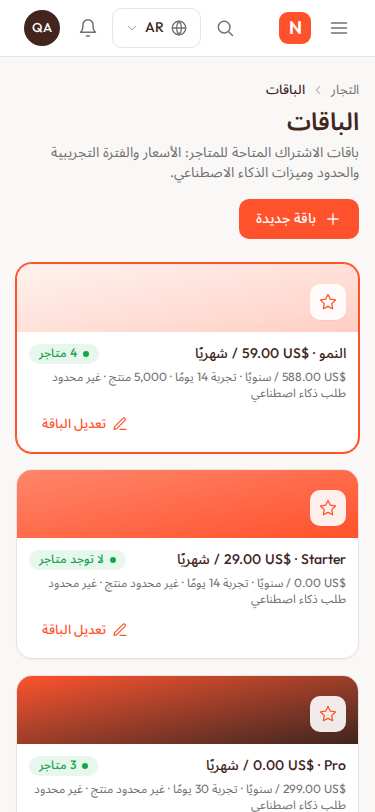 N
AR
QA
التجار › الباقات
الباقات
باقات الاشتراك المتاحة للمتاجر: الأسعار والفترة التجريبية
والحدود وميزات الذكاء الاصطناعي.
باقة جديدة
النمو · US$ 59.00 / شهريًا
4 متاجر
US$ 588.00 / سنويًا · تجربة 14 يومًا · 5,000 منتج · غير محدود
طلب ذكاء اصطناعي
تعديل الباقة
Starter · US$ 29.00 / شهريًا
لا توجد متاجر
US$ 0.00 / سنويًا · تجربة 14 يومًا · غير محدود منتج · غير محدود
طلب ذكاء اصطناعي
تعديل الباقة
Pro · US$ 0.00 / شهريًا
3 متاجر
US$ 299.00 / سنويًا · تجربة 30 يومًا · غير محدود منتج · غير محدود
طلب ذكاء اصطناعي